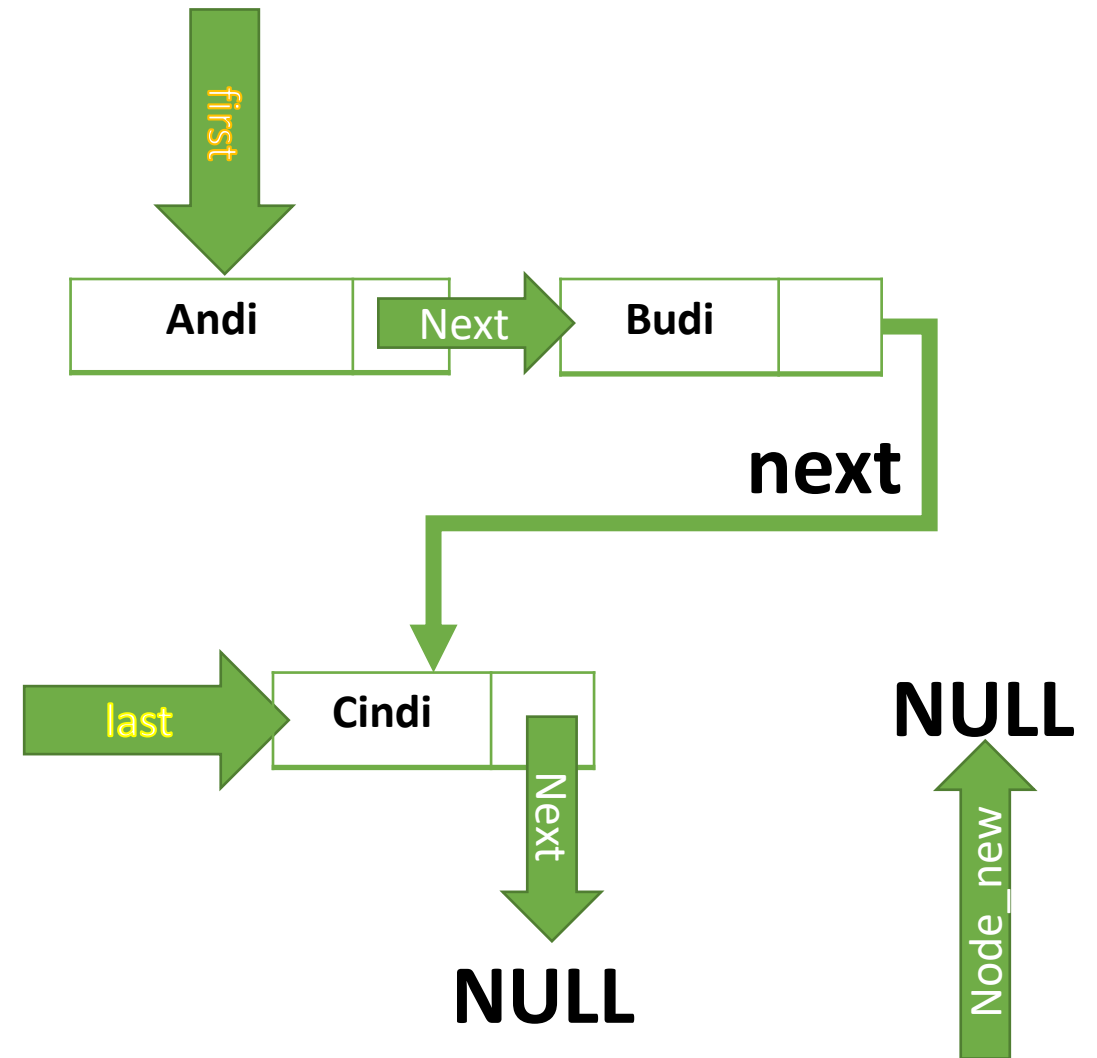 first
Andi
Next
Budi
next
last
Cindi
Next
NULL
NULL
Node_new